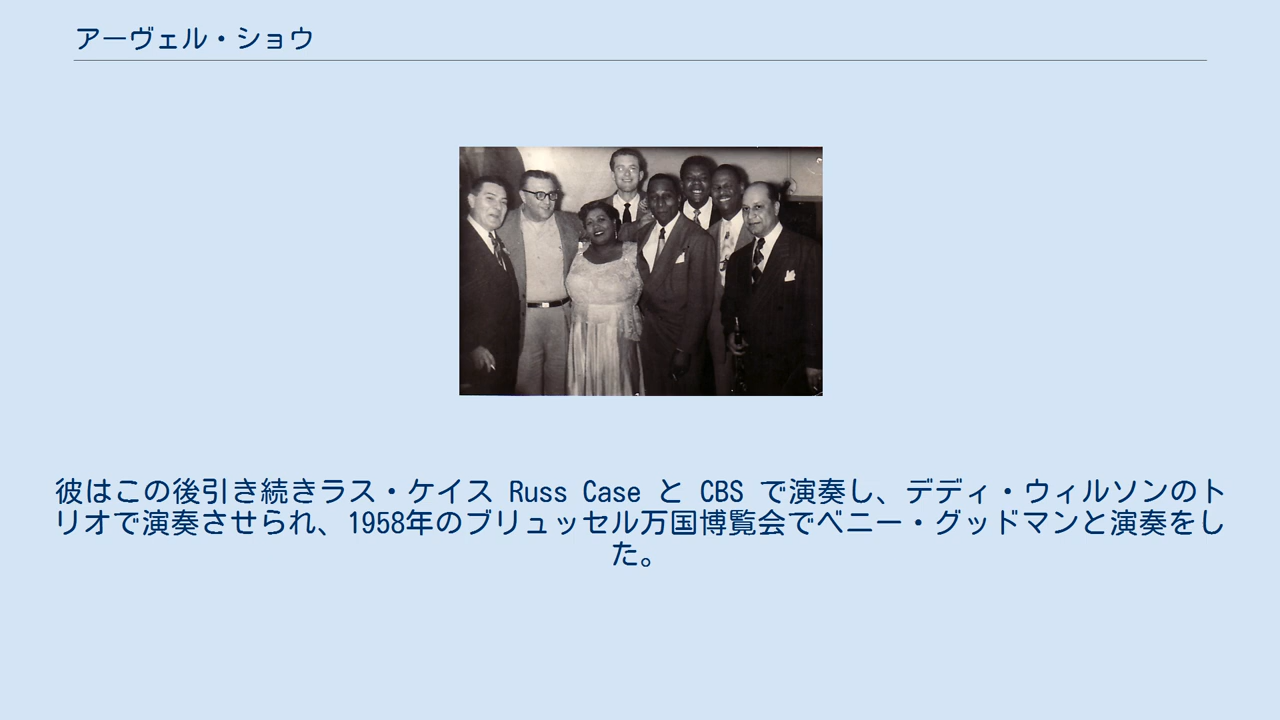 アーヴェル・ショウ
彼はこの後引き続きラス・ケイス Russ Case と CBS で演奏し、デディ・ウィルソンのト
リオで演奏させられ、1958年のブリュッセル万国博覧会でベニー・グッドマンと演奏をし
た。